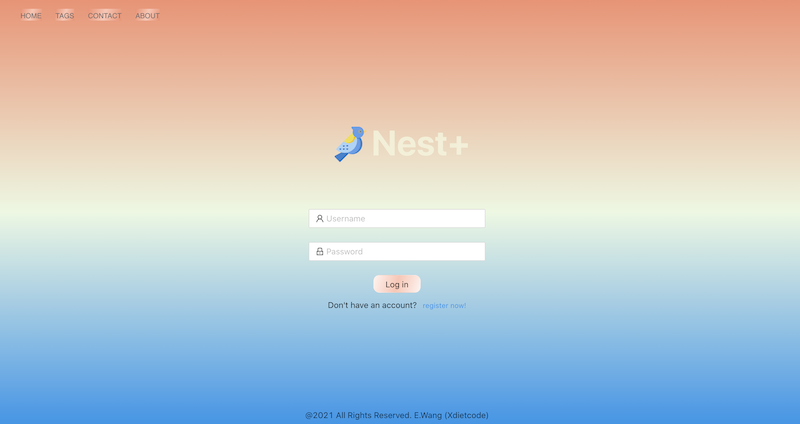 HOME TAGS CONTACT ABOUT
Nest+
Username
Password
Log in
Don't have an account? register now!
@2021 All Rights Reserved. E.Wang (Xdietcode)